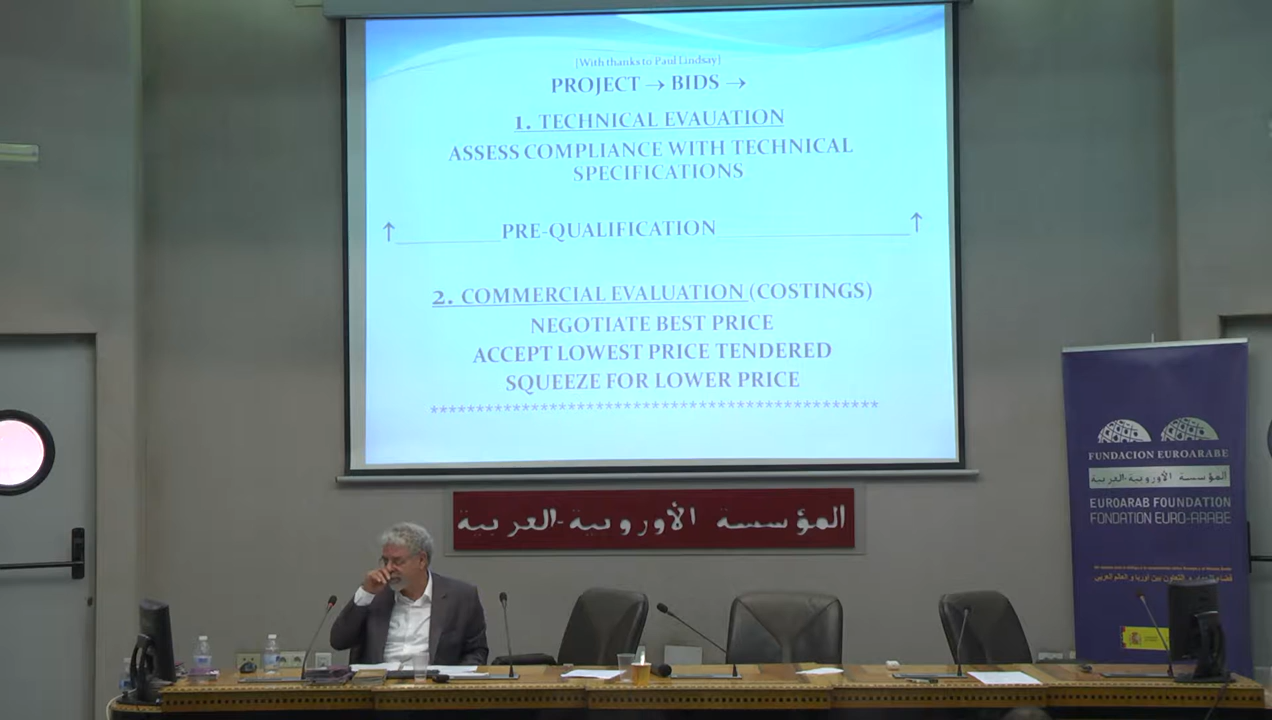 [With thanks to Paul Lindsay]
PROJECT → BIDS →
1. TECHNICAL EVAUATION
ASSESS COMPLIANCE WITH TECHNICAL
SPECIFICATIONS
↑__________PRE-QUALIFICATION__________________↑
2. COMMERCIAL EVALUATION (COSTINGS)
NEGOTIATE BEST PRICE
ACCEPT LOWEST PRICE TENDERED
SQUEEZE FOR LOWER PRICE
***********************************************
المؤسسة الأوروبية-العربية
FUNDACION EUROARABE
المؤسسة الأوروبية-العربية
EUROARAB FOUNDATION
FONDATION EURO-ARABE